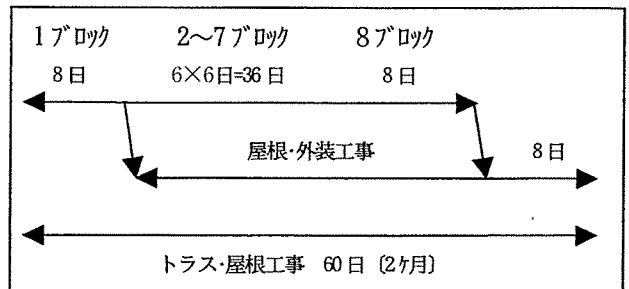 1ブロック 2～7ブロック 8ブロック
8日 6×6日=36日 8日
屋根・外装工事 8日
トラス・屋根工事 60日〔2ヶ月〕